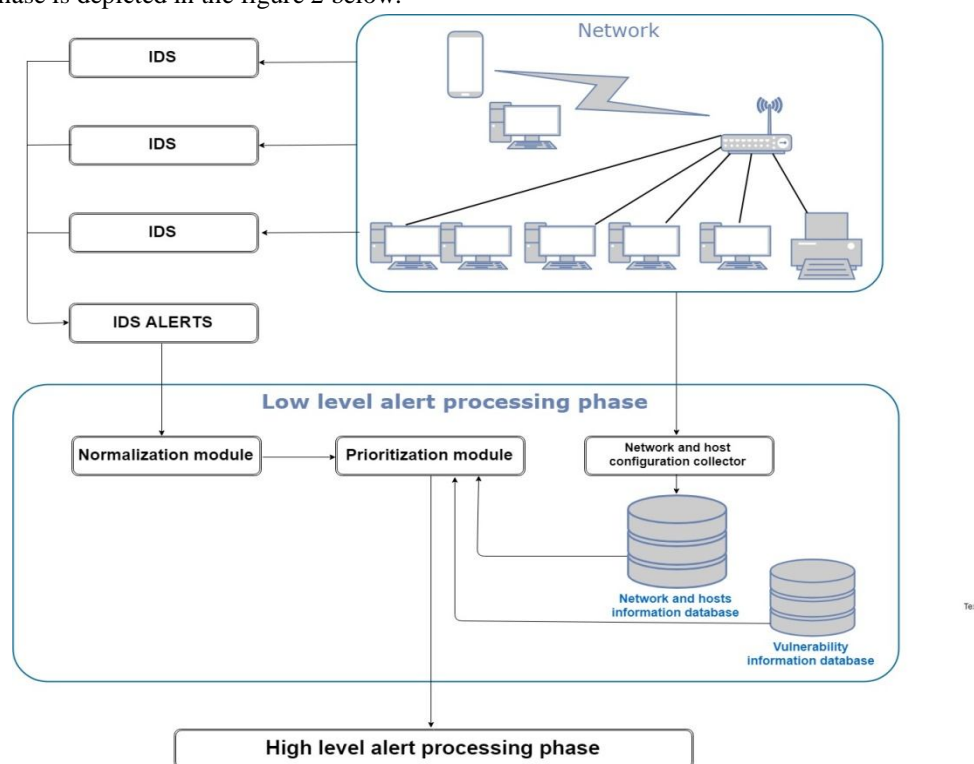 hase is depicted in the figure 2 below.
Network
IDS
IDS
IDS
IDS ALERTS
Low level alert processing phase
Normalization module
Prioritization module
Network and host
configuration collector
Network and hosts
information database
Vulnerability
information database
High level alert processing phase